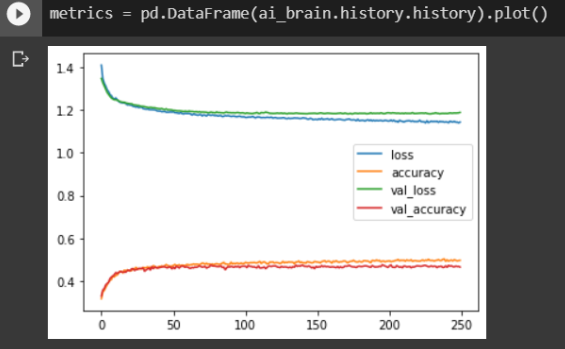 metrics = pd.DataFrame(ai_brain.history.history).plot()
1.4
1.2
1.0
0.8
0.6
0.4
loss
accuracy
val_loss
val_accuracy
0 50 100 150 200 250